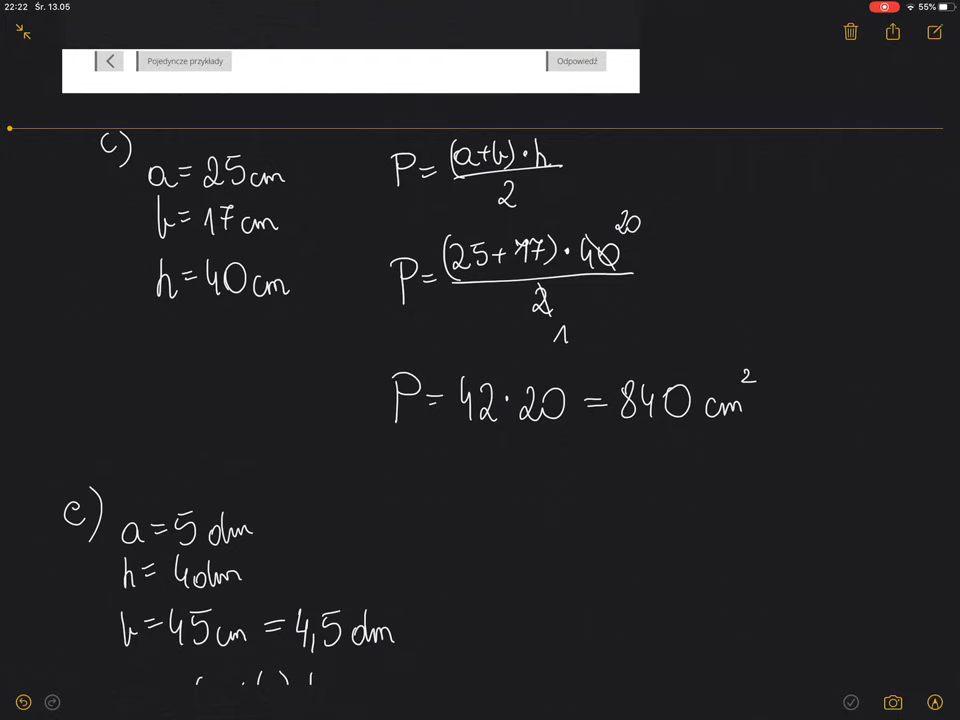 22:22 Śr. 13.05
55%
Pojedyncze przykłady
Odpowiedź
c)
a = 25 cm
b = 17 cm
h = 40 cm
P = (a+b)·h / 2
P = (25+17)·40 / 2
20
1
P = 42·20 = 840 cm²
e)
a = 5 dm
h = 4 dm
b = 45 cm = 4,5 dm